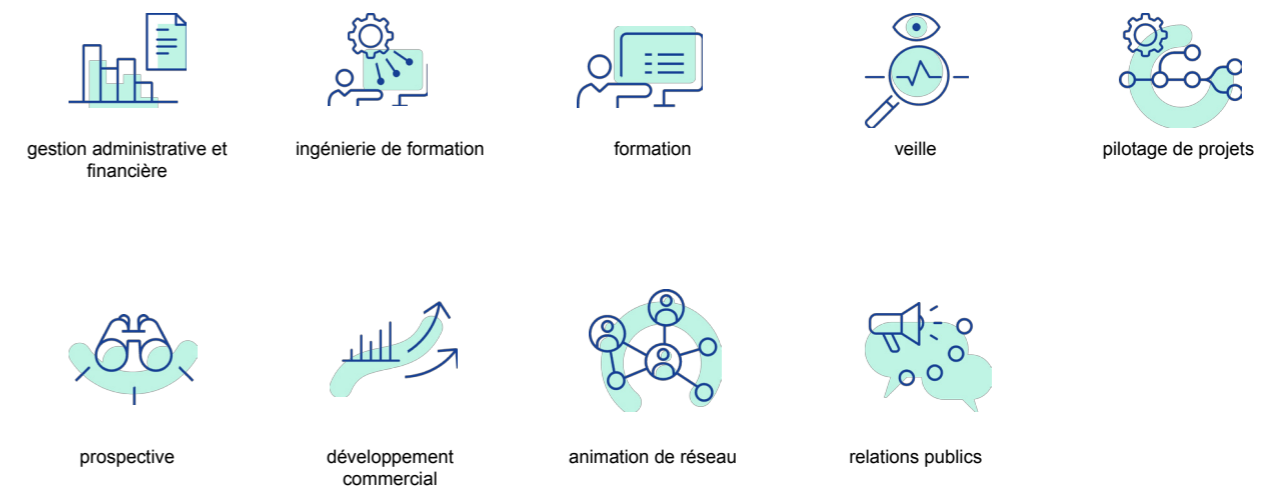 gestion administrative et
financière
ingénierie de formation
formation
veille
pilotage de projets
prospective
développement
commercial
animation de réseau
relations publics